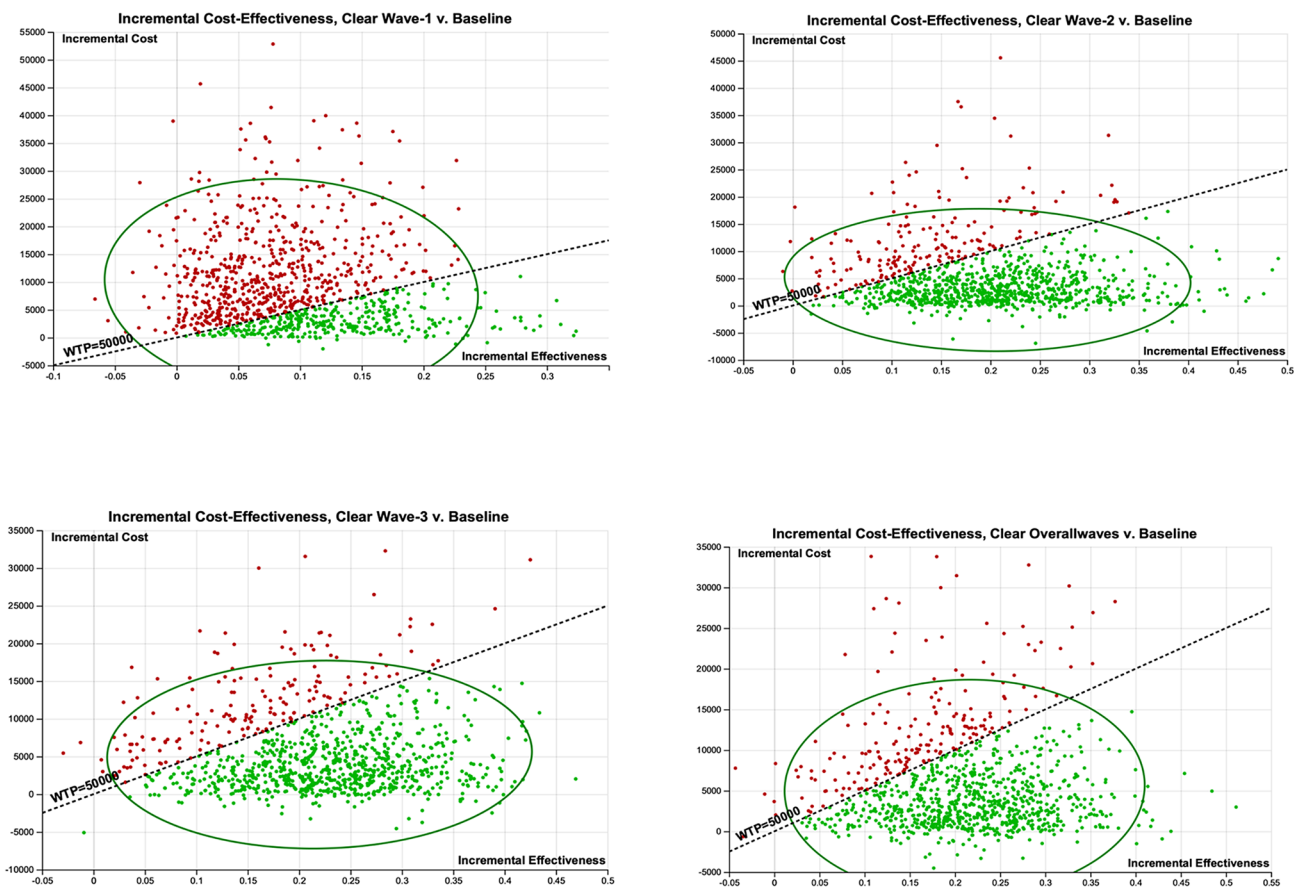 Incremental Cost-Effectiveness, Clear Wave-1 v. Baseline
Incremental Cost
55000
50000
45000
40000
35000
30000
25000
20000
15000
10000
5000
0
-5000
WTP=50000
Incremental Effectiveness
-0.1 -0.05 0 0.05 0.1 0.15 0.2 0.25 0.3
Incremental Cost-Effectiveness, Clear Wave-2 v. Baseline
Incremental Cost
50000
45000
40000
35000
30000
25000
20000
15000
10000
5000
0
-5000
-10000
WTP=50000
Incremental Effectiveness
-0.05 0 0.05 0.1 0.15 0.2 0.25 0.3 0.35 0.4 0.45 0.5
Incremental Cost-Effectiveness, Clear Wave-3 v. Baseline
Incremental Cost
35000
30000
25000
20000
15000
10000
5000
0
-5000
-10000
WTP=50000
Incremental Effectiveness
-0.05 0 0.05 0.1 0.15 0.2 0.25 0.3 0.35 0.4 0.45 0.5
Incremental Cost-Effectiveness, Clear Overallwaves v. Baseline
Incremental Cost
35000
30000
25000
20000
15000
10000
5000
0
-5000
WTP=50000
Incremental Effectiveness
-0.05 0 0.05 0.1 0.15 0.2 0.25 0.3 0.35 0.4 0.45 0.5 0.55